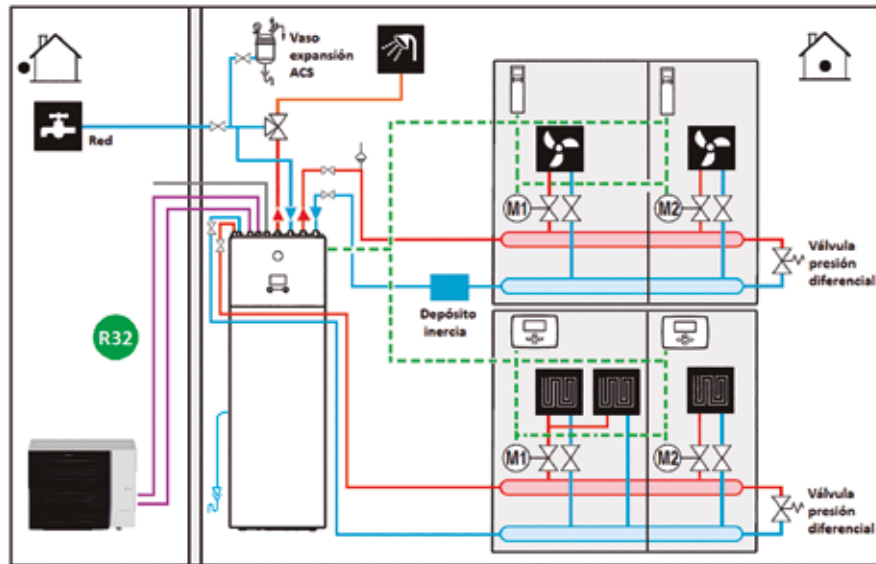 Vaso
expansión
ACS
Red
M1
M2
Válvula
presión
diferencial
Depósito
inercia
R32
M1
M2
Válvula
presión
diferencial